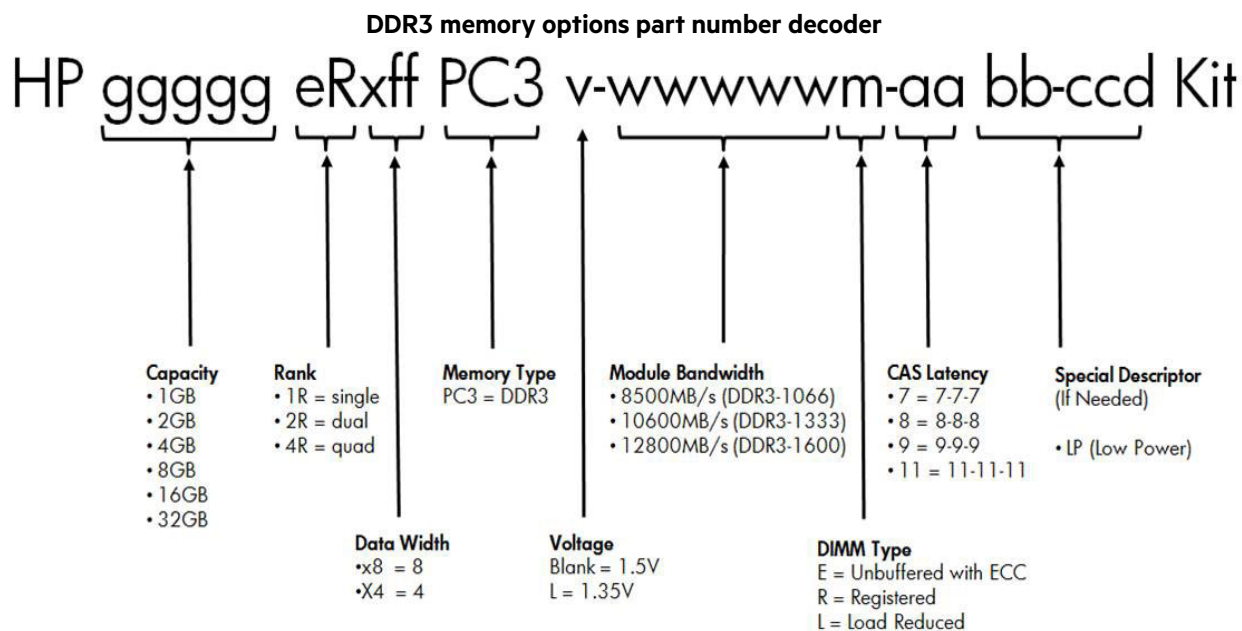 DDR3 memory options part number decoder
HP ggggg eRxff PC3 v-wwwwwm-aa bb-ccd Kit
Capacity
• 1GB
• 2GB
• 4GB
• 8GB
• 16GB
• 32GB
Rank
• 1R = single
• 2R = dual
• 4R = quad
Memory Type
PC3 = DDR3
Module Bandwidth
• 8500MB/s (DDR3-1066)
• 10600MB/s (DDR3-1333)
• 12800MB/s (DDR3-1600)
CAS Latency
• 7 = 7-7-7
• 8 = 8-8-8
• 9 = 9-9-9
• 11 = 11-11-11
Special Descriptor
(If Needed)
• LP (Low Power)
Data Width
•x8 = 8
•X4 = 4
Voltage
Blank = 1.5V
L = 1.35V
DIMM Type
E = Unbuffered with ECC
R = Registered
L = Load Reduced